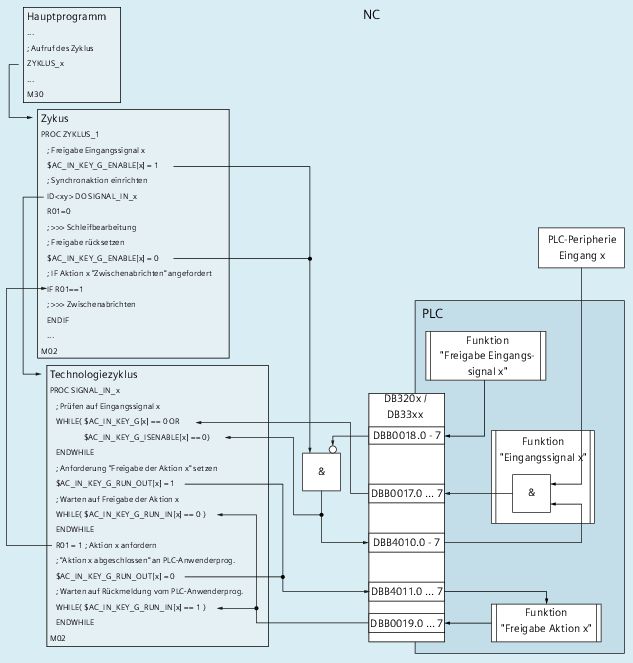 NC
Hauptprogramm
...
; Aufruf des Zyklus
ZYKLUS_x
...
M30
Zykus
PROC ZYKLUS_1
; Freigabe Eingangssignal x
$AC_IN_KEY_G_ENABLE[x] = 1
; Synchronaktion einrichten
ID<xy> DO SIGNAL_IN_x
R01=0
; >>> Schleifbearbeitung
; Freigabe rücksetzen
$AC_IN_KEY_G_ENABLE[x] = 0
; IF Aktion x "Zwischenabrichten" angefordert
IF R01==1
; >>> Zwischenabrichten
ENDIF
...
M02
Technologiezyklus
PROC SIGNAL_IN_x
; Prüfen auf Eingangssignal x
WHILE( $AC_IN_KEY_G[x] == 0 OR
$AC_IN_KEY_G_ISENABLE[x] == 0)
ENDWHILE
; Anforderung "Freigabe der Aktion x" setzen
$AC_IN_KEY_G_RUN_OUT[x] = 1
; Warten auf Freigabe der Aktion x
WHILE( $AC_IN_KEY_G_RUN_IN[x] == 0 )
ENDWHILE
R01 = 1 ; Aktion x anfordern
; "Aktion x abgeschlossen" an PLC-Anwenderprog.
$AC_IN_KEY_G_RUN_OUT[x] = 0
; Warten auf Rückmeldung vom PLC-Anwenderprog.
WHILE( $AC_IN_KEY_G_RUN_IN[x] == 1 )
ENDWHILE
M02
&
PLC-Peripherie
Eingang x
PLC
Funktion
"Freigabe Eingangs-
signal x"
DB320x /
DB33xx
DBB0018.0 - 7
DBB0017.0 ... 7
DBB4010.0 - 7
DBB4011.0 ... 7
DBB0019.0 ... 7
Funktion
"Eingangssignal x"
&
Funktion
"Freigabe Aktion x"